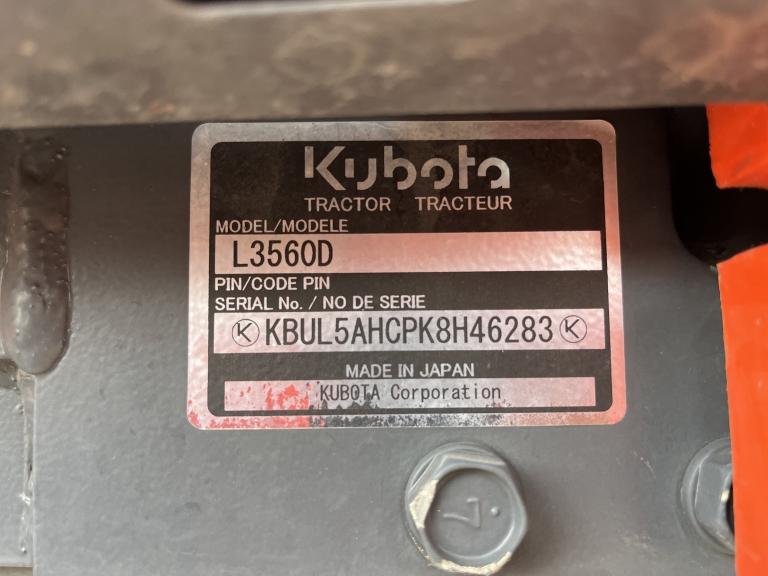 Kubota
TRACTOR TRACTEUR
MODEL/MODELE
L3560D
PIN/CODE PIN
SERIAL No. / NO DE SERIE
K KBUL5AHCPK8H46283 K
MADE IN JAPAN
KUBOTA Corporation
7